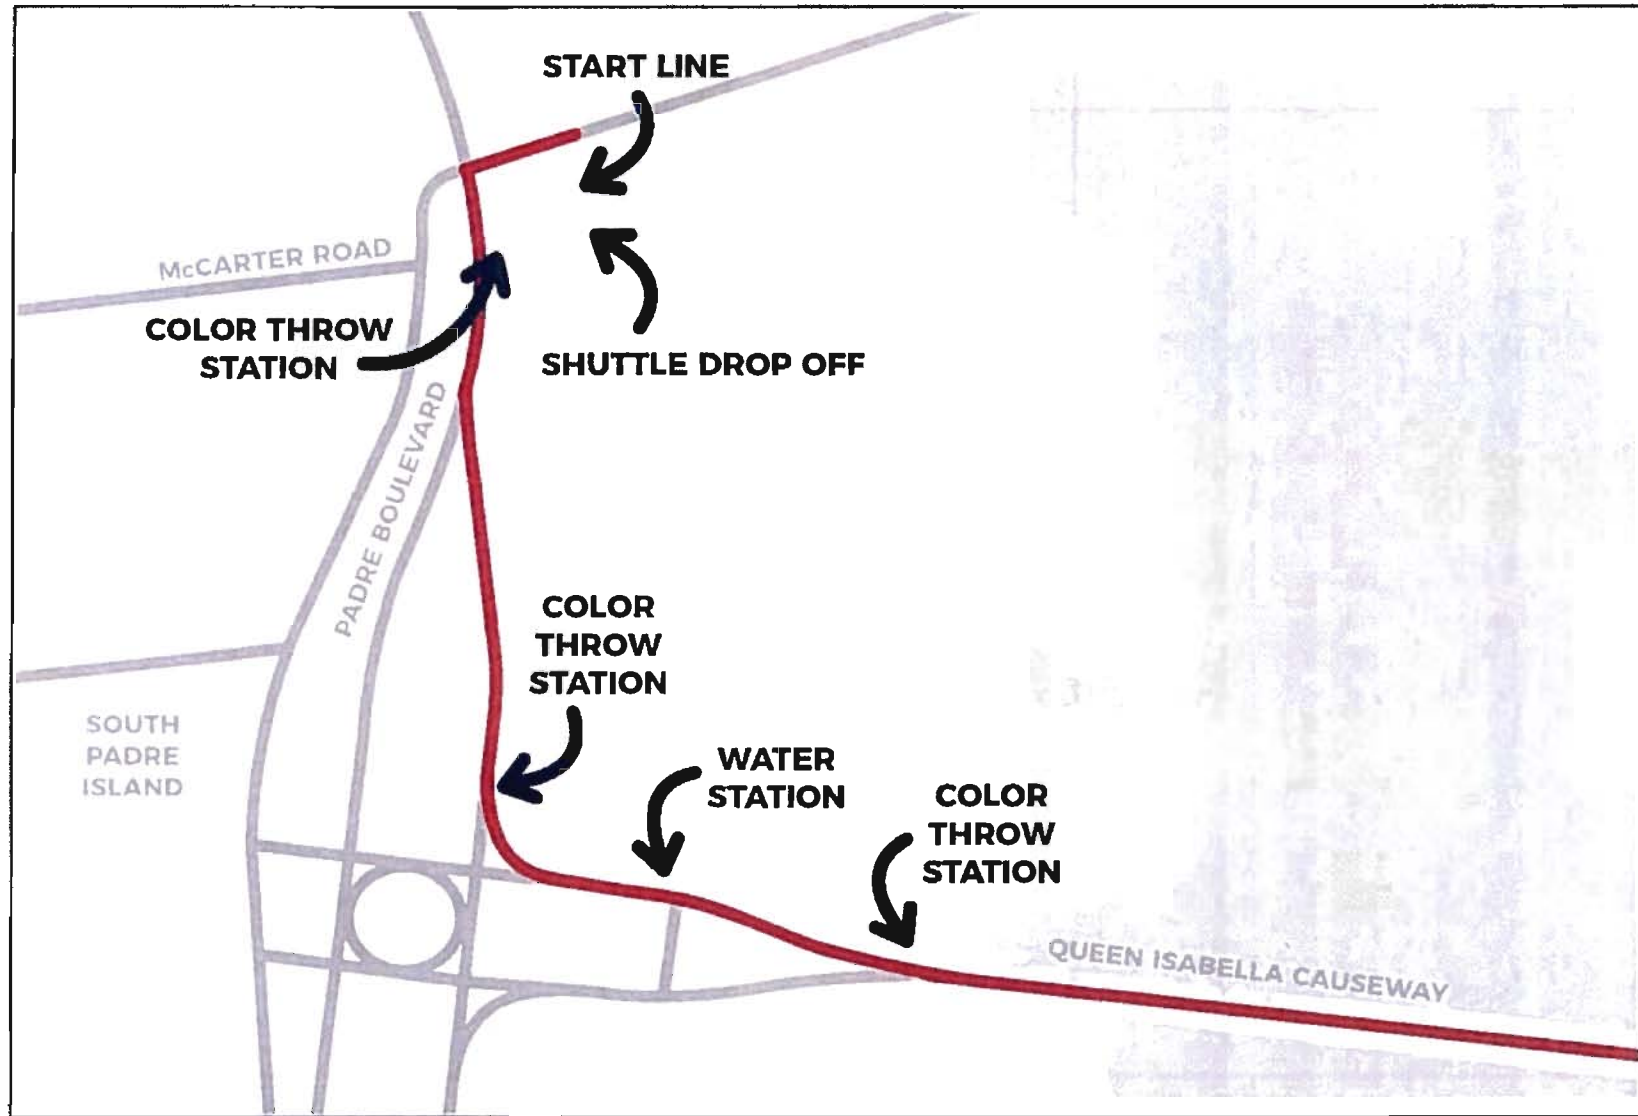 START LINE
McCARTER ROAD
COLOR THROW
STATION
SHUTTLE DROP OFF
PADRE BOULEVARD
COLOR
THROW
STATION
SOUTH
PADRE
ISLAND
WATER
STATION
COLOR
THROW
STATION
QUEEN ISABELLA CAUSEWAY